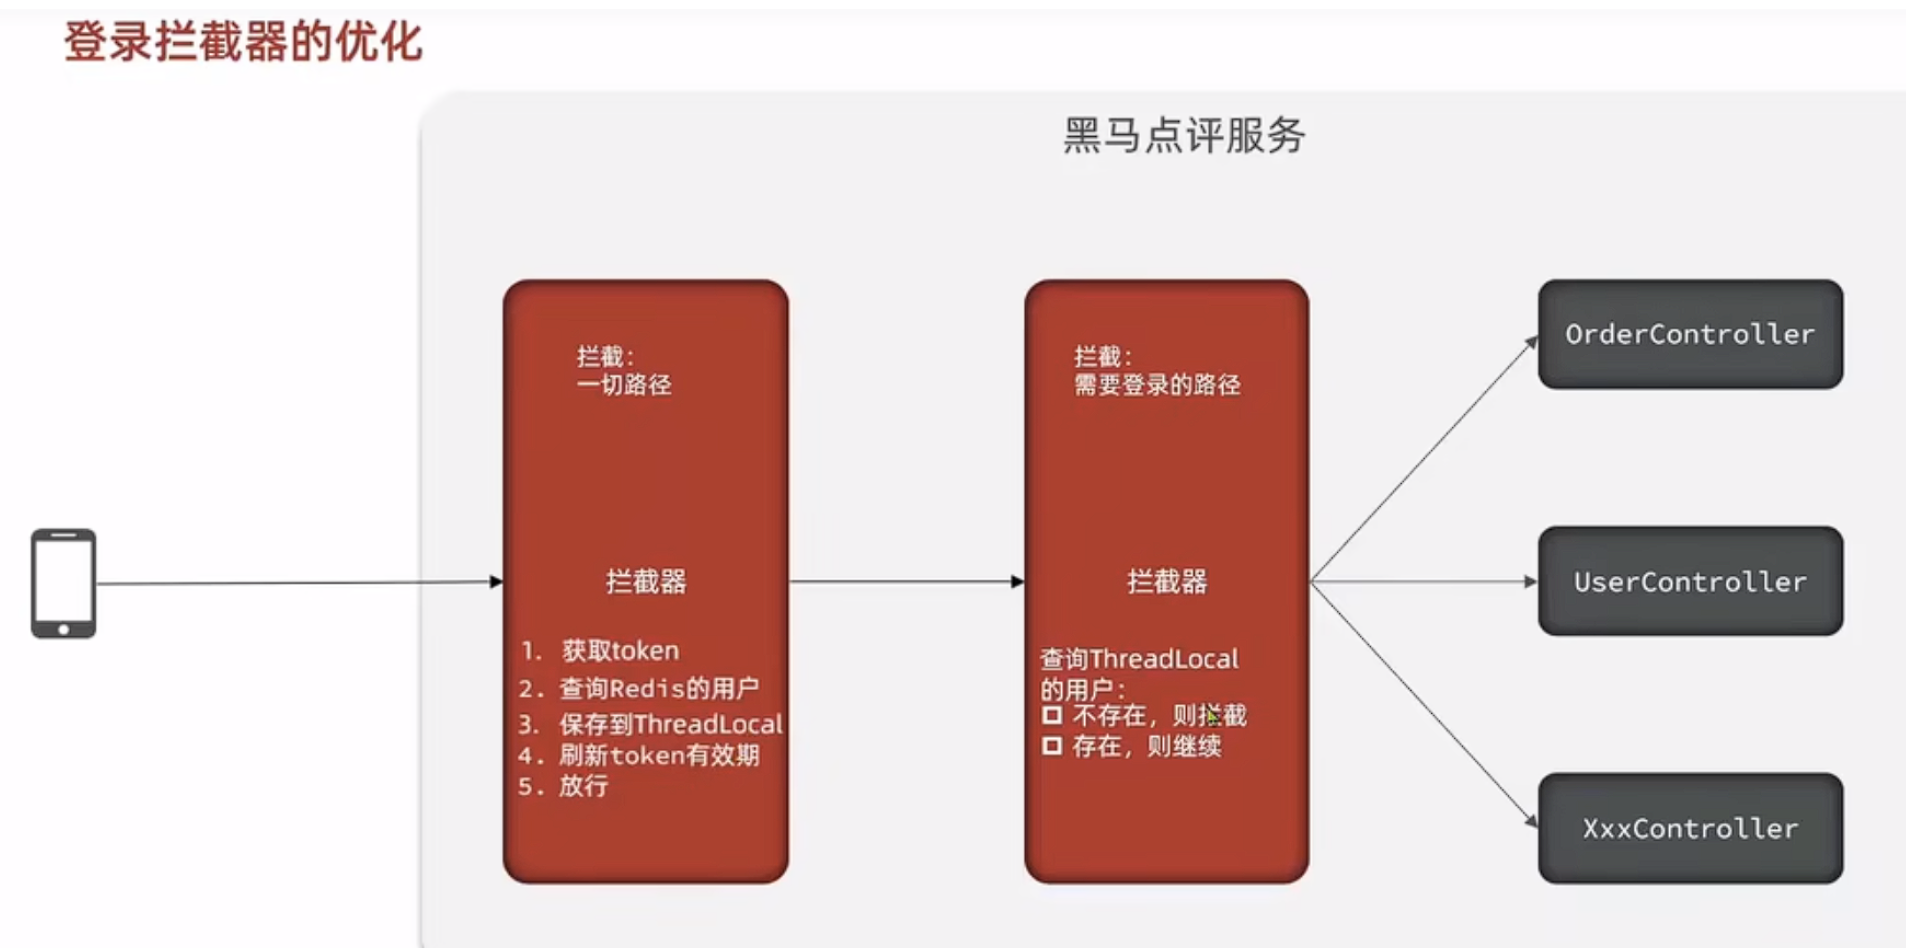 登录拦截器的优化
黑马点评服务
拦截：
一切路径
拦截器
1. 获取token
2. 查询Redis的用户
3. 保存到ThreadLocal
4. 刷新token有效期
5. 放行
拦截：
需要登录的路径
拦截器
查询ThreadLocal
的用户：
不存在，则拦截
存在，则继续
OrderController
UserController
XxxController